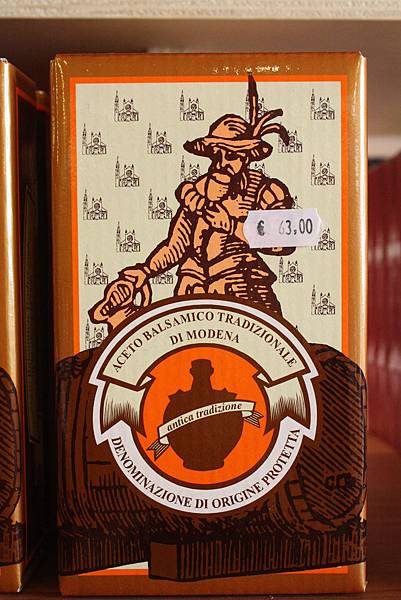 € 63,00
ACETO BALSAMICO TRADIZIONALE
DI MODENA
antica tradizione
DENOMINAZIONE DI ORIGINE PROTETTA